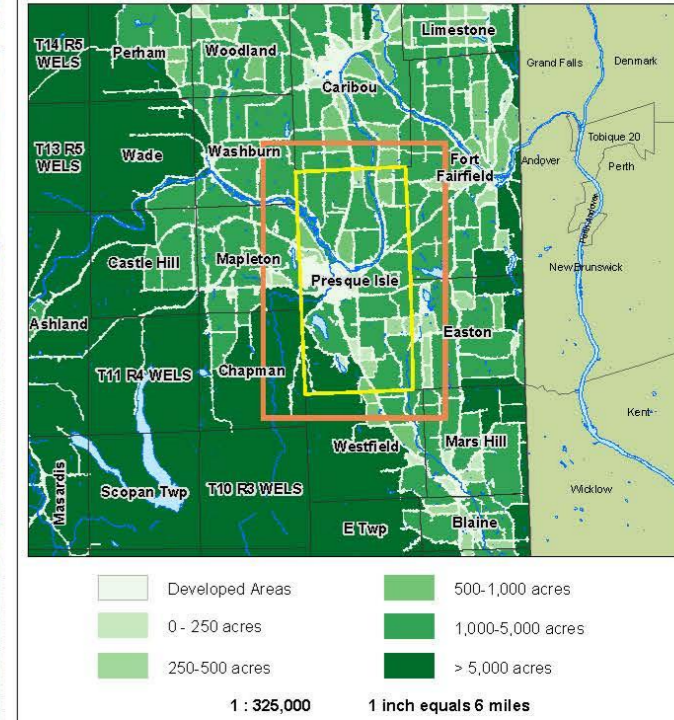 Limestone
T14 R5
WELS
Perham
Woodland
Grand Falls
Denmark
Caribou
T13 R5
WELS
Wade
Washburn
Tobique 20
Fort
Fairfield
Andover
Perth
Perth-Andover
Castle Hill
Mapleton
Presque Isle
New Brunswick
Ashland
Easton
T11 R4 WELS
Chapman
Kent
Westfield
Mars Hill
Masardis
Scopan Twp
T10 R3 WELS
Wicklow
E Twp
Blaine
Developed Areas
500-1,000 acres
0 - 250 acres
1,000-5,000 acres
250-500 acres
> 5,000 acres
1 : 325,000
1 inch equals 6 miles